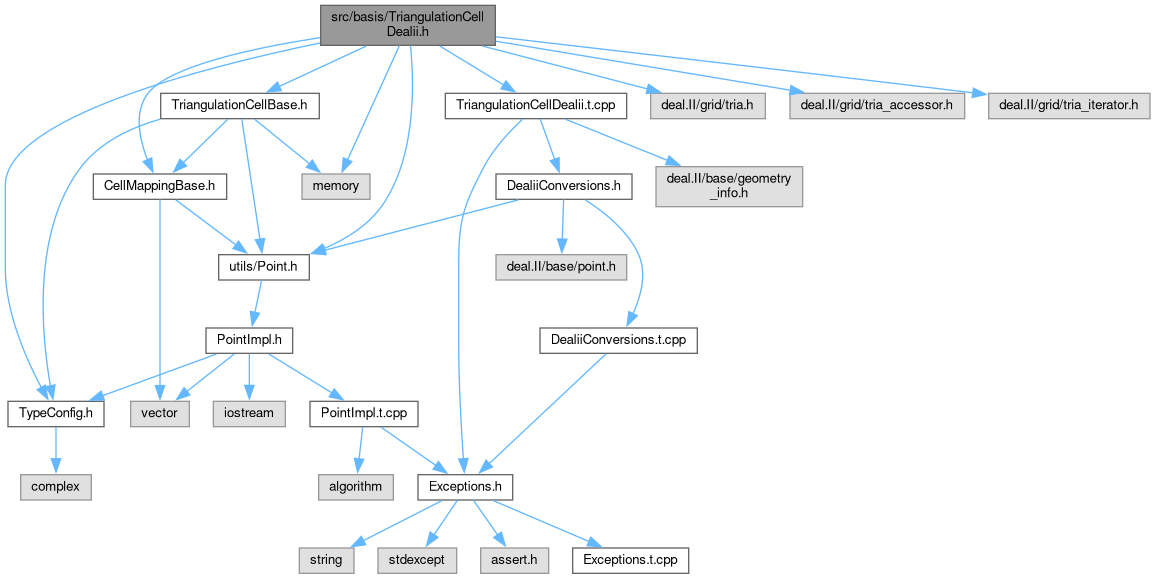 src/basis/TriangulationCell
Dealii.h
TriangulationCellBase.h
TriangulationCellDealii.t.cpp
deal.II/grid/tria.h
deal.II/grid/tria_accessor.h
deal.II/grid/tria_iterator.h
CellMappingBase.h
memory
DealiiConversions.h
deal.II/base/geometry
_info.h
utils/Point.h
deal.II/base/point.h
PointImpl.h
DealiiConversions.t.cpp
TypeConfig.h
vector
iostream
PointImpl.t.cpp
complex
algorithm
Exceptions.h
string
stdexcept
assert.h
Exceptions.t.cpp